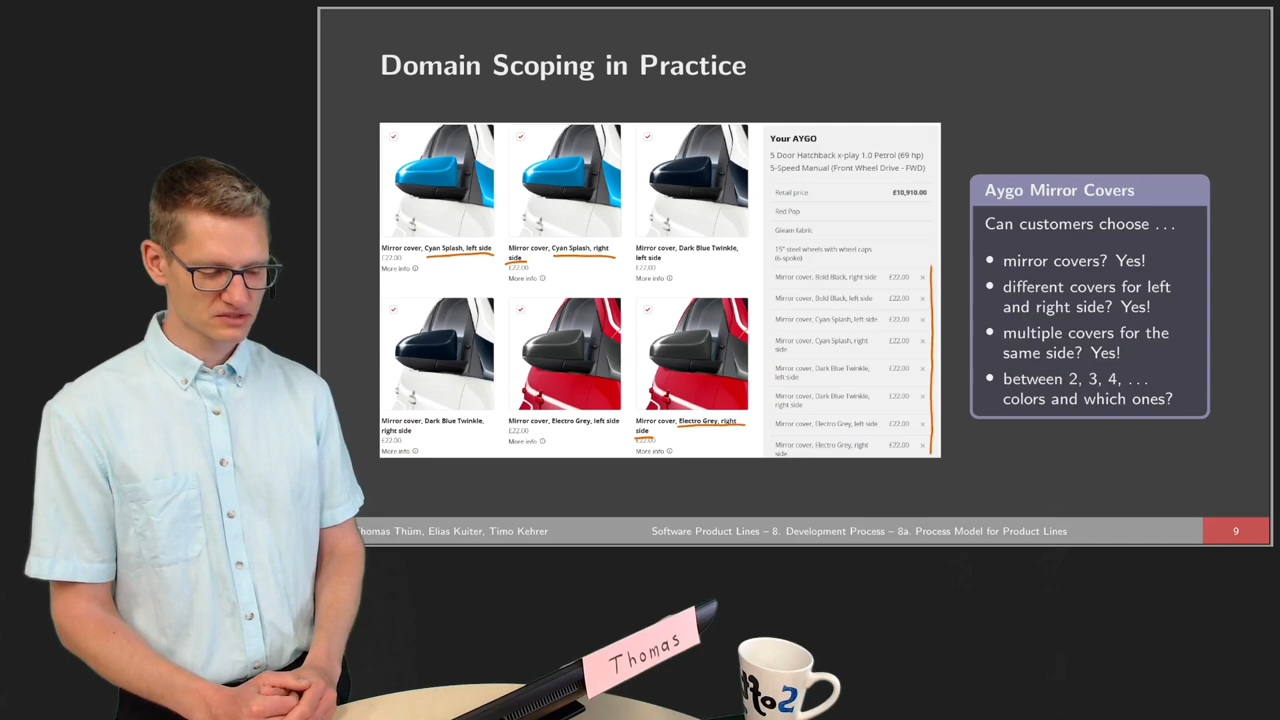 Domain Scoping in Practice
Mirror cover, Cyan Splash, left side
£22.00
More info
Mirror cover, Cyan Splash, right
side
£22.00
More info
Mirror cover, Dark Blue Twinkle,
left side
£22.00
More info
Mirror cover, Dark Blue Twinkle,
right side
£22.00
More info
Mirror cover, Electro Grey, left side
£22.00
More info
Mirror cover, Electro Grey, right
side
£22.00
More info
Your AYGO
5 Door Hatchback x-play 1.0 Petrol (69 hp)
5-Speed Manual (Front Wheel Drive - FWD)
Retail price £10,910.00
Red Pop
Gleam fabric
15" steel wheels with wheel caps
(6-spoke)
Mirror cover, Bold Black, right side £22.00 ×
Mirror cover, Bold Black, left side £22.00 ×
Mirror cover, Cyan Splash, left side £22.00 ×
Mirror cover, Cyan Splash, right £22.00 ×
side
Mirror cover, Dark Blue Twinkle, £22.00 ×
left side
Mirror cover, Dark Blue Twinkle, £22.00 ×
right side
Mirror cover, Electro Grey, left side £22.00 ×
Mirror cover, Electro Grey, right £22.00 ×
side
Aygo Mirror Covers
Can customers choose . . .
• mirror covers? Yes!
• different covers for left
and right side? Yes!
• multiple covers for the
same side? Yes!
• between 2, 3, 4, . . .
colors and which ones?
Thomas Thüm, Elias Kuiter, Timo Kehrer
Software Product Lines – 8. Development Process – 8a. Process Model for Product Lines
9
Thomas